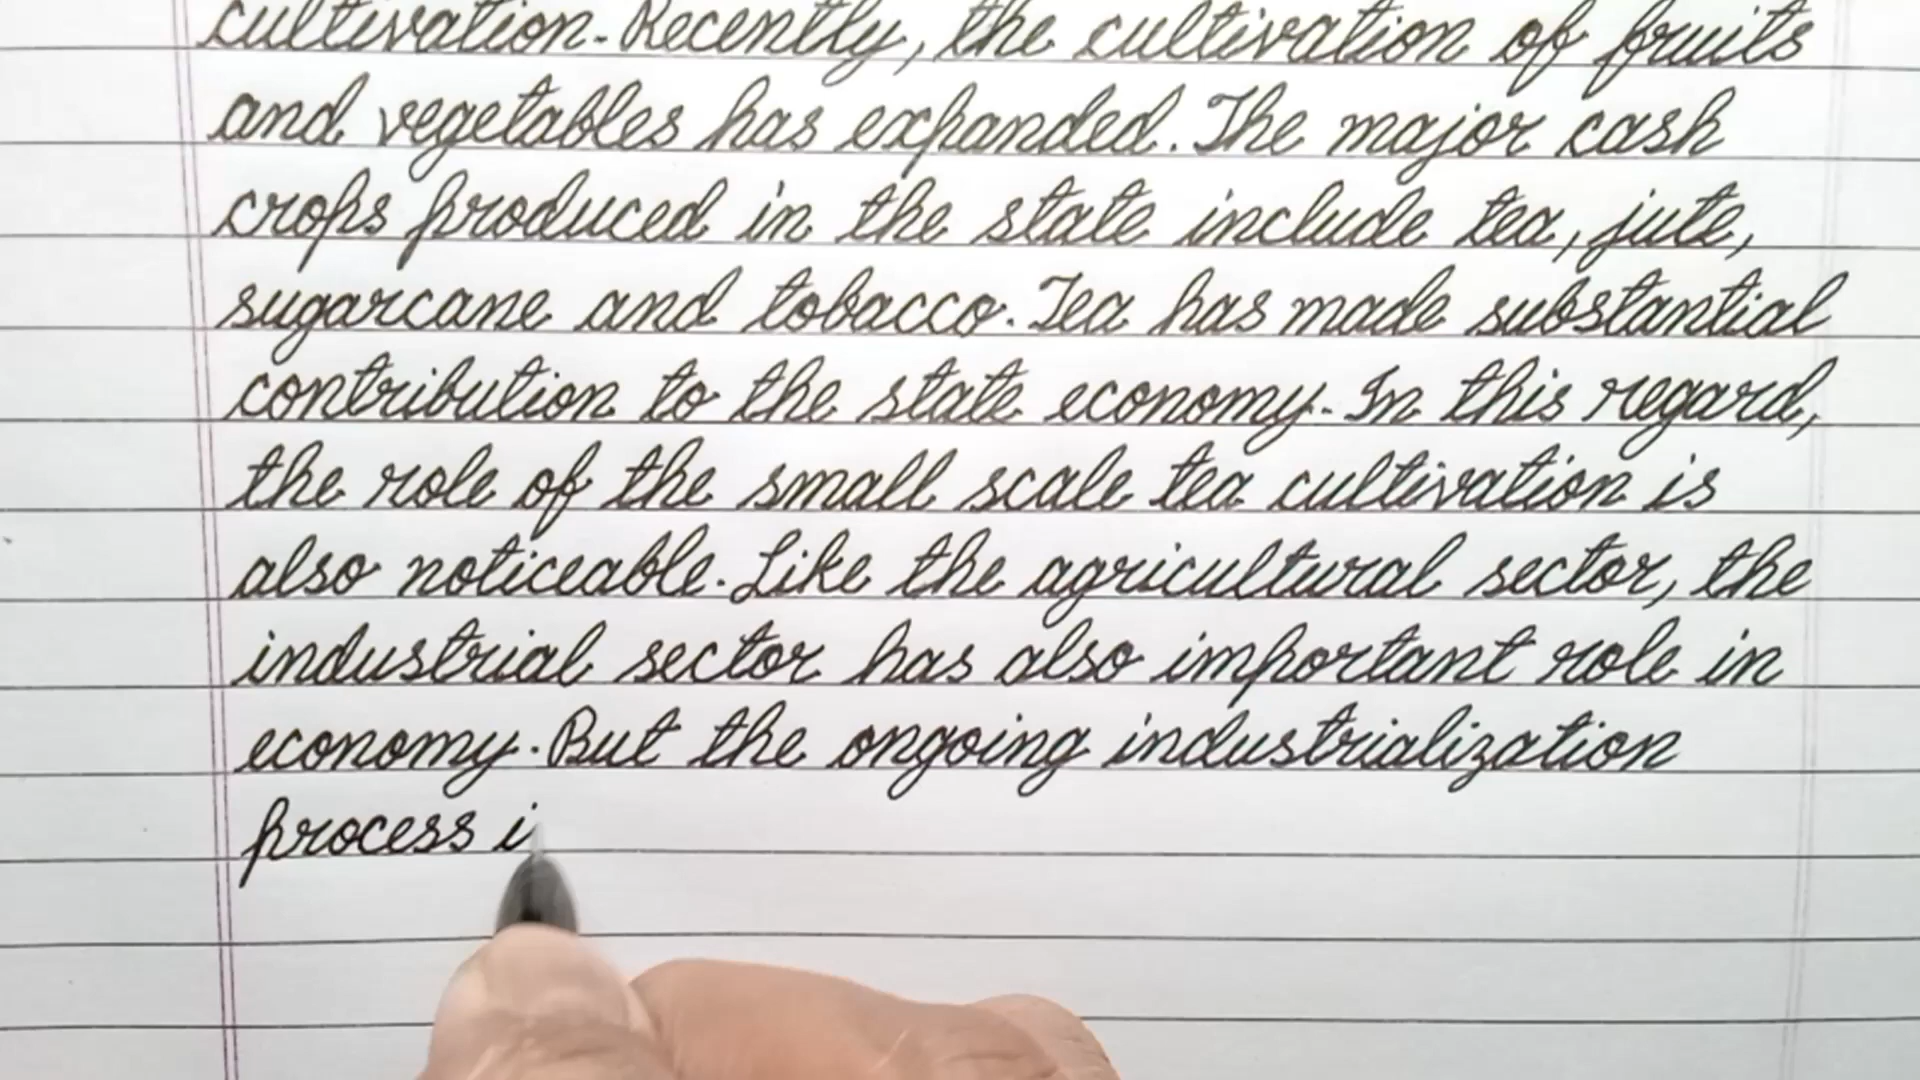 cultivation. Recently, the cultivation of fruits
and vegetables has expanded. The major cash
crops produced in the state include tea, jute,
sugarcane and tobacco. Tea has made substantial
contribution to the state economy. In this regard,
the role of the small scale tea cultivation is
also noticeable. Like the agricultural sector, the
industrial sector has also important role in
economy. But the ongoing industrialization
process i